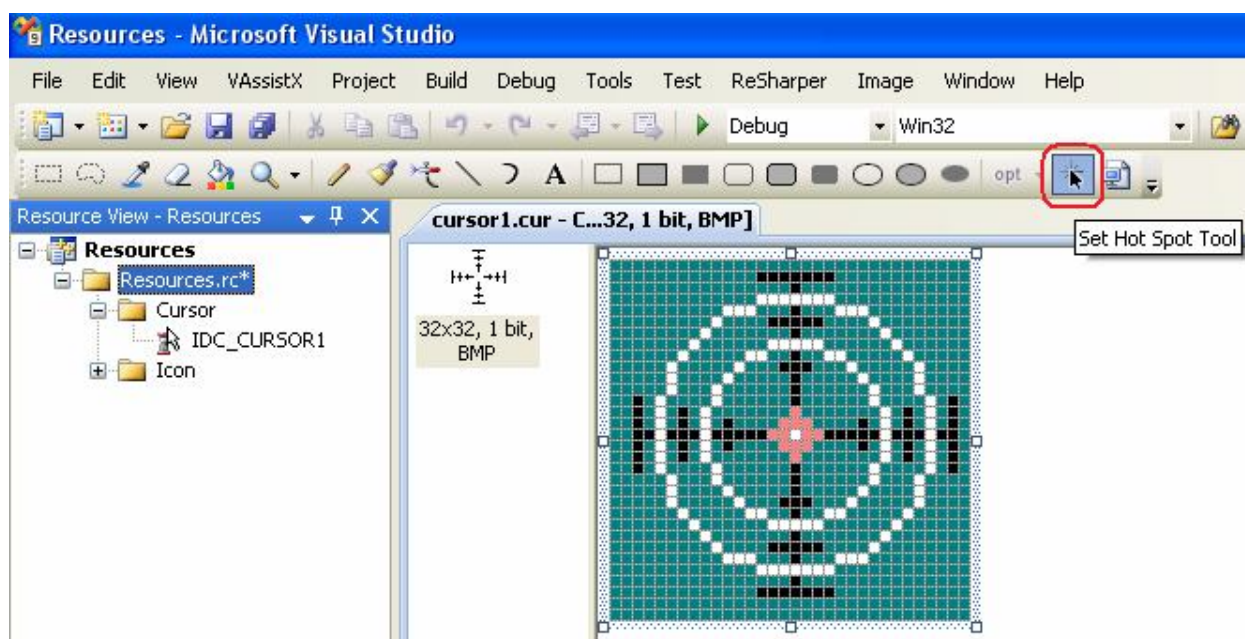 Resources - Microsoft Visual Studio
File Edit View VAssistX Project Build Debug Tools Test ReSharper Image Window Help
Debug Win32
A opt
Resource View - Resources
cursor1.cur - C...32, 1 bit, BMP]
Set Hot Spot Tool
Resources
Resources.rc*
Cursor
IDC_CURSOR1
Icon
32x32, 1 bit,
BMP